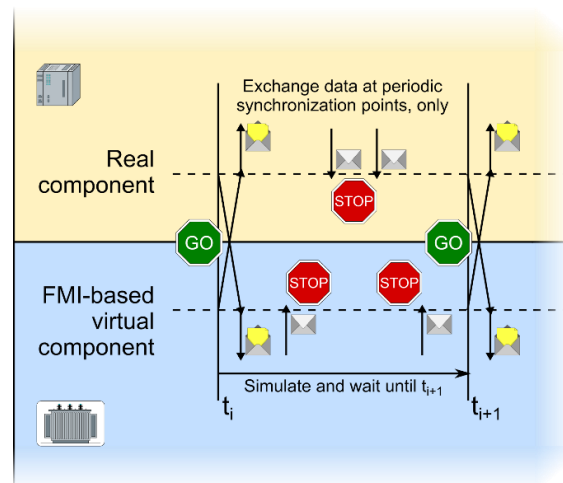 Exchange data at periodic
synchronization points, only
Real
component
STOP
GO
GO
STOP
STOP
FMI-based
virtual
component
Simulate and wait until tᵢ₊₁
tᵢ
tᵢ₊₁